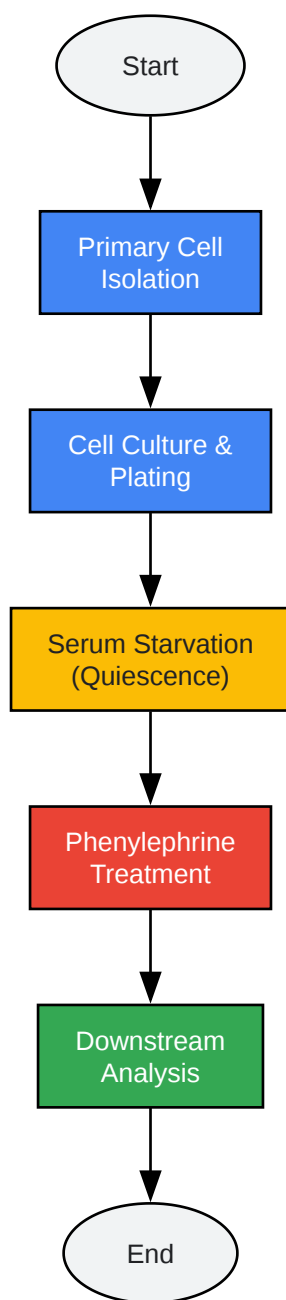 Start
Primary Cell
Isolation
Cell Culture &
Plating
Serum Starvation
(Quiescence)
Phenylephrine
Treatment
Downstream
Analysis
End